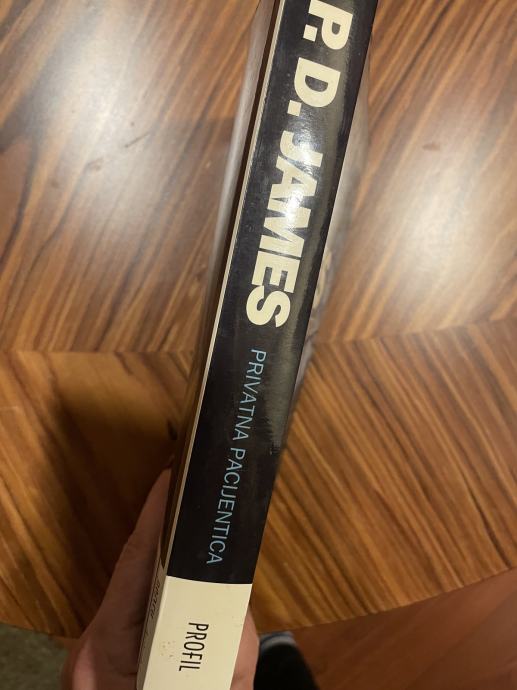 P. D. JAMES
PRIVATNA PACIJENTICA
PROFIL